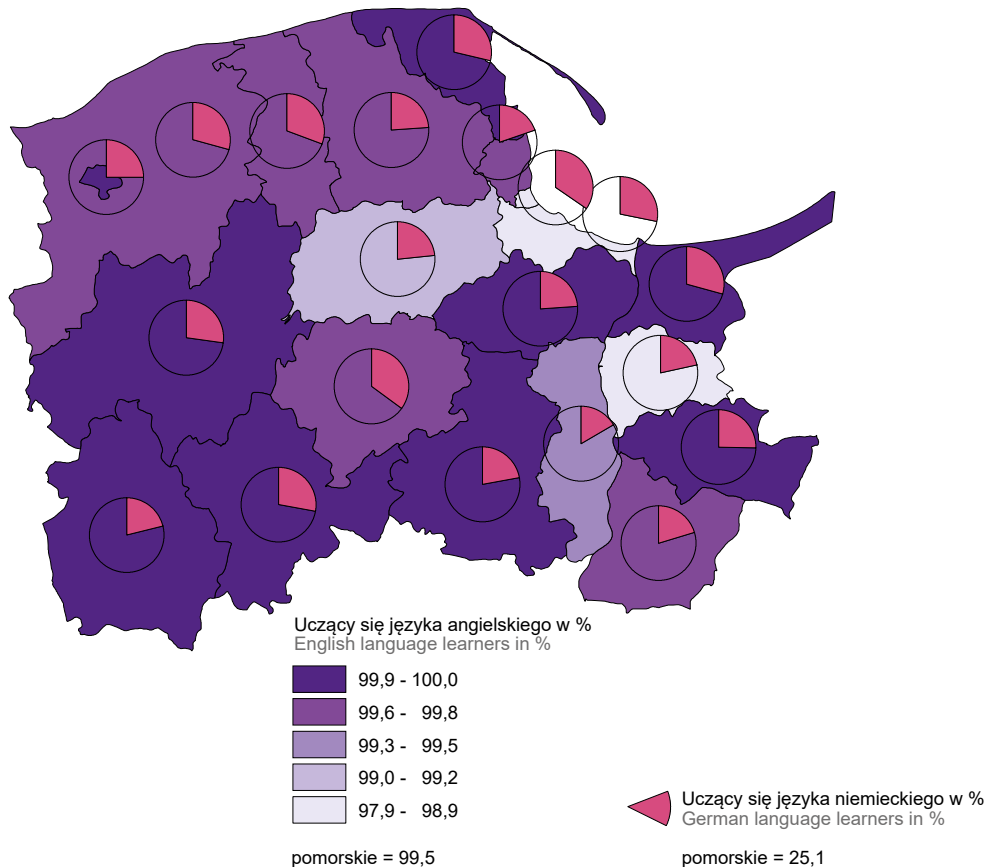 Uczący się języka angielskiego w %
English language learners in %
99,9 - 100,0
99,6 - 99,8
99,3 - 99,5
99,0 - 99,2
97,9 - 98,9
pomorskie = 99,5
Uczący się języka niemieckiego w %
German language learners in %
pomorskie = 25,1